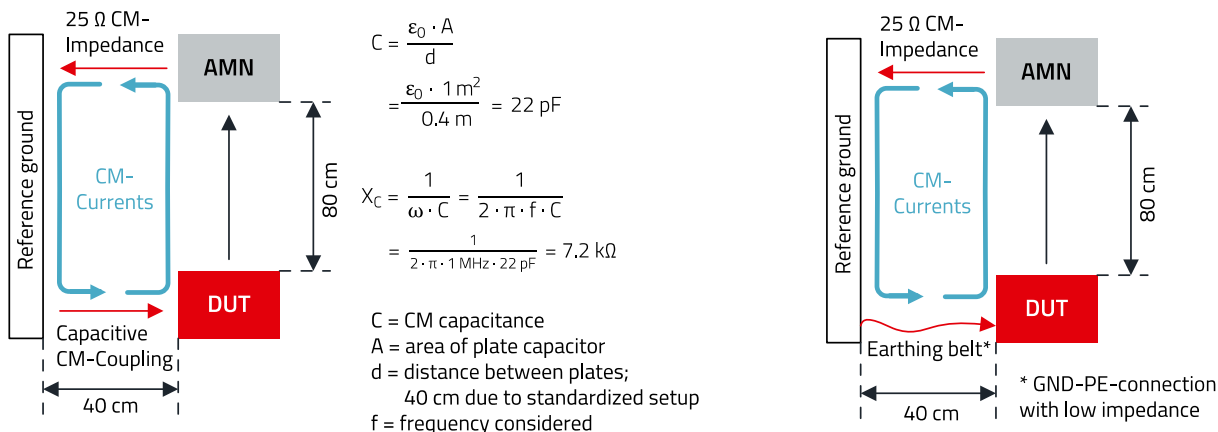 25 Ω CM-
Impedance
AMN
Reference ground
CM-
Currents
80 cm
DUT
Capacitive
CM-Coupling
40 cm
C = ε₀ · A / d
= ε₀ · 1 m² / 0.4 m = 22 pF
X_C = 1 / ω · C = 1 / 2 · π · f · C
= 1 / 2 · π · 1 MHz · 22 pF = 7.2 kΩ
C = CM capacitance
A = area of plate capacitor
d = distance between plates;
40 cm due to standardized setup
f = frequency considered
25 Ω CM-
Impedance
AMN
Reference ground
CM-
Currents
80 cm
DUT
Earthing belt*
40 cm
* GND-PE-connection
with low impedance